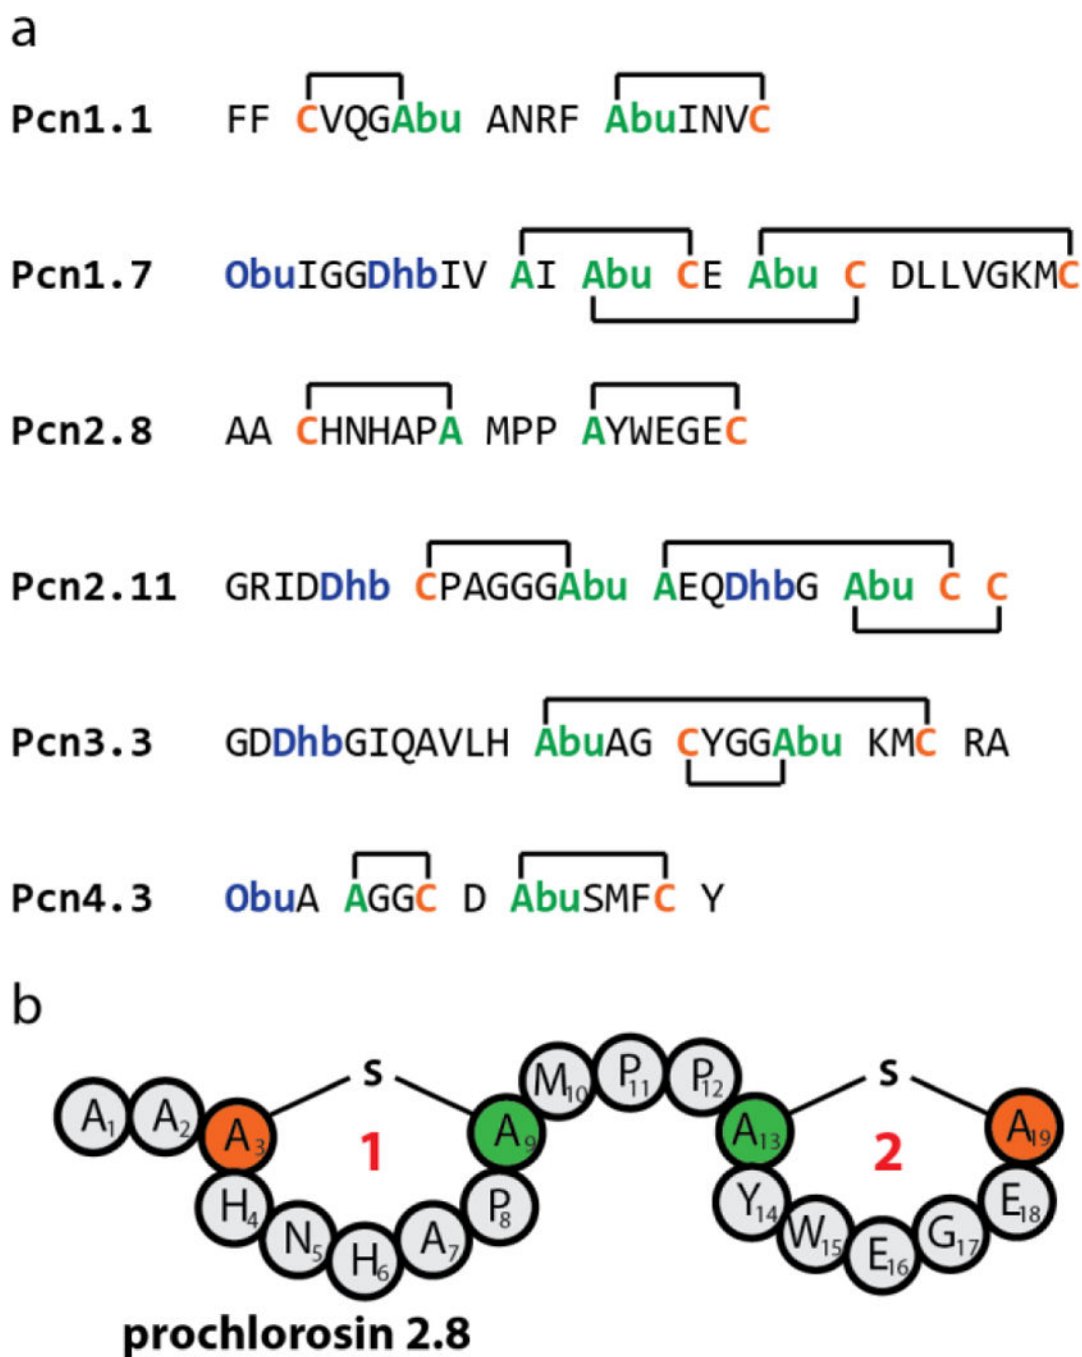 a
Pcn1.1 FF CVQGAbu ANRF AbuINVC
Pcn1.7 ObuIGGDhbIV AI Abu CE Abu C DLLVGKMC
Pcn2.8 AA CHNHAPA MPP AYWEGEC
Pcn2.11 GRIDDhb CPAGGGAbu AEQDhbG Abu C C
Pcn3.3 GDDhbGIQAVLH AbuAG CYGGAbu KMC RA
Pcn4.3 ObuA AGGC D AbuSMFC Y
b
A1 A2 A3 H4 N5 H6 A7 P8 A9 M10 P11 P12 A13 Y14 W15 E16 G17 E18 A19
S S
1 2
prochlorosin 2.8